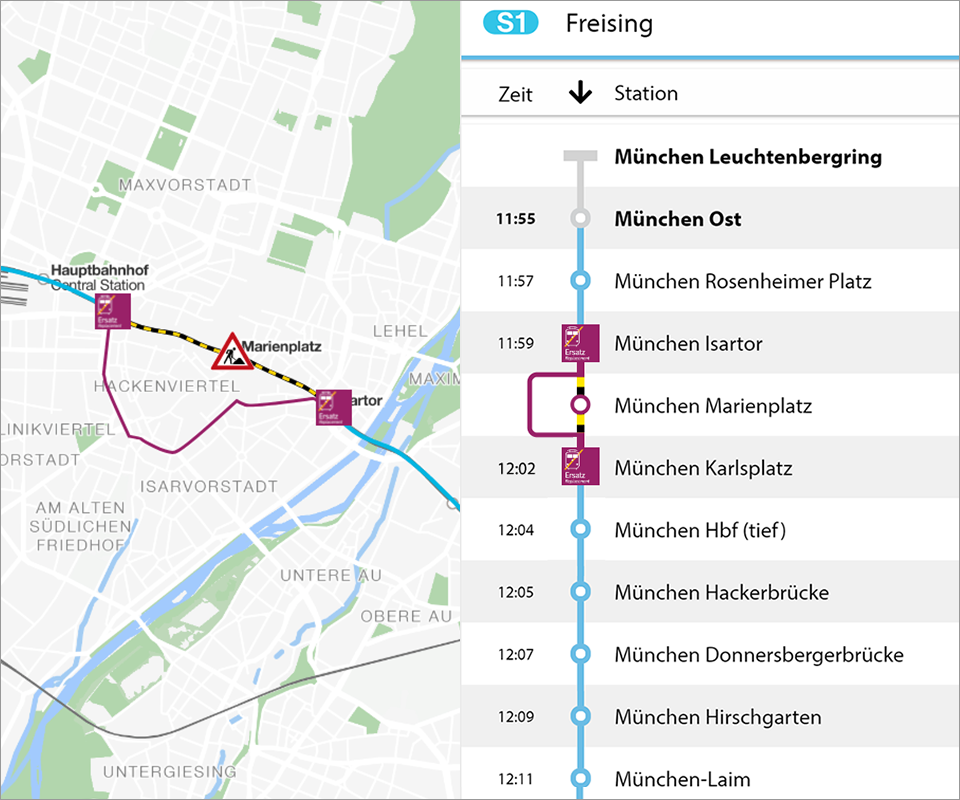 MAXVORSTADT
Hauptbahnhof
Central Station
Ersatz
Replacement
LEHEL
Marienplatz
HACKENVIERTEL
MAXIM
artor
Ersatz
Replacement
LINIKVIERTEL
ORSTADT
ISARVORSTADT
AM ALTEN
SÜDLICHEN
FRIEDHOF
UNTERE AU
OBERE AU
UNTERGIESING
S1 Freising
Zeit Station
München Leuchtenbergring
11:55 München Ost
11:57 München Rosenheimer Platz
11:59 Ersatz Replacement München Isartor
München Marienplatz
12:02 Ersatz Replacement München Karlsplatz
12:04 München Hbf (tief)
12:05 München Hackerbrücke
12:07 München Donnersbergerbrücke
12:09 München Hirschgarten
12:11 München-Laim